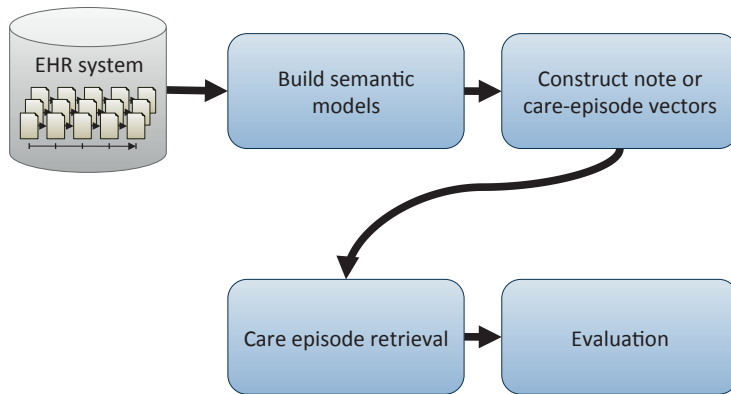 EHR system
Build semantic
models
Construct note or
care-episode vectors
Care episode retrieval
Evaluation